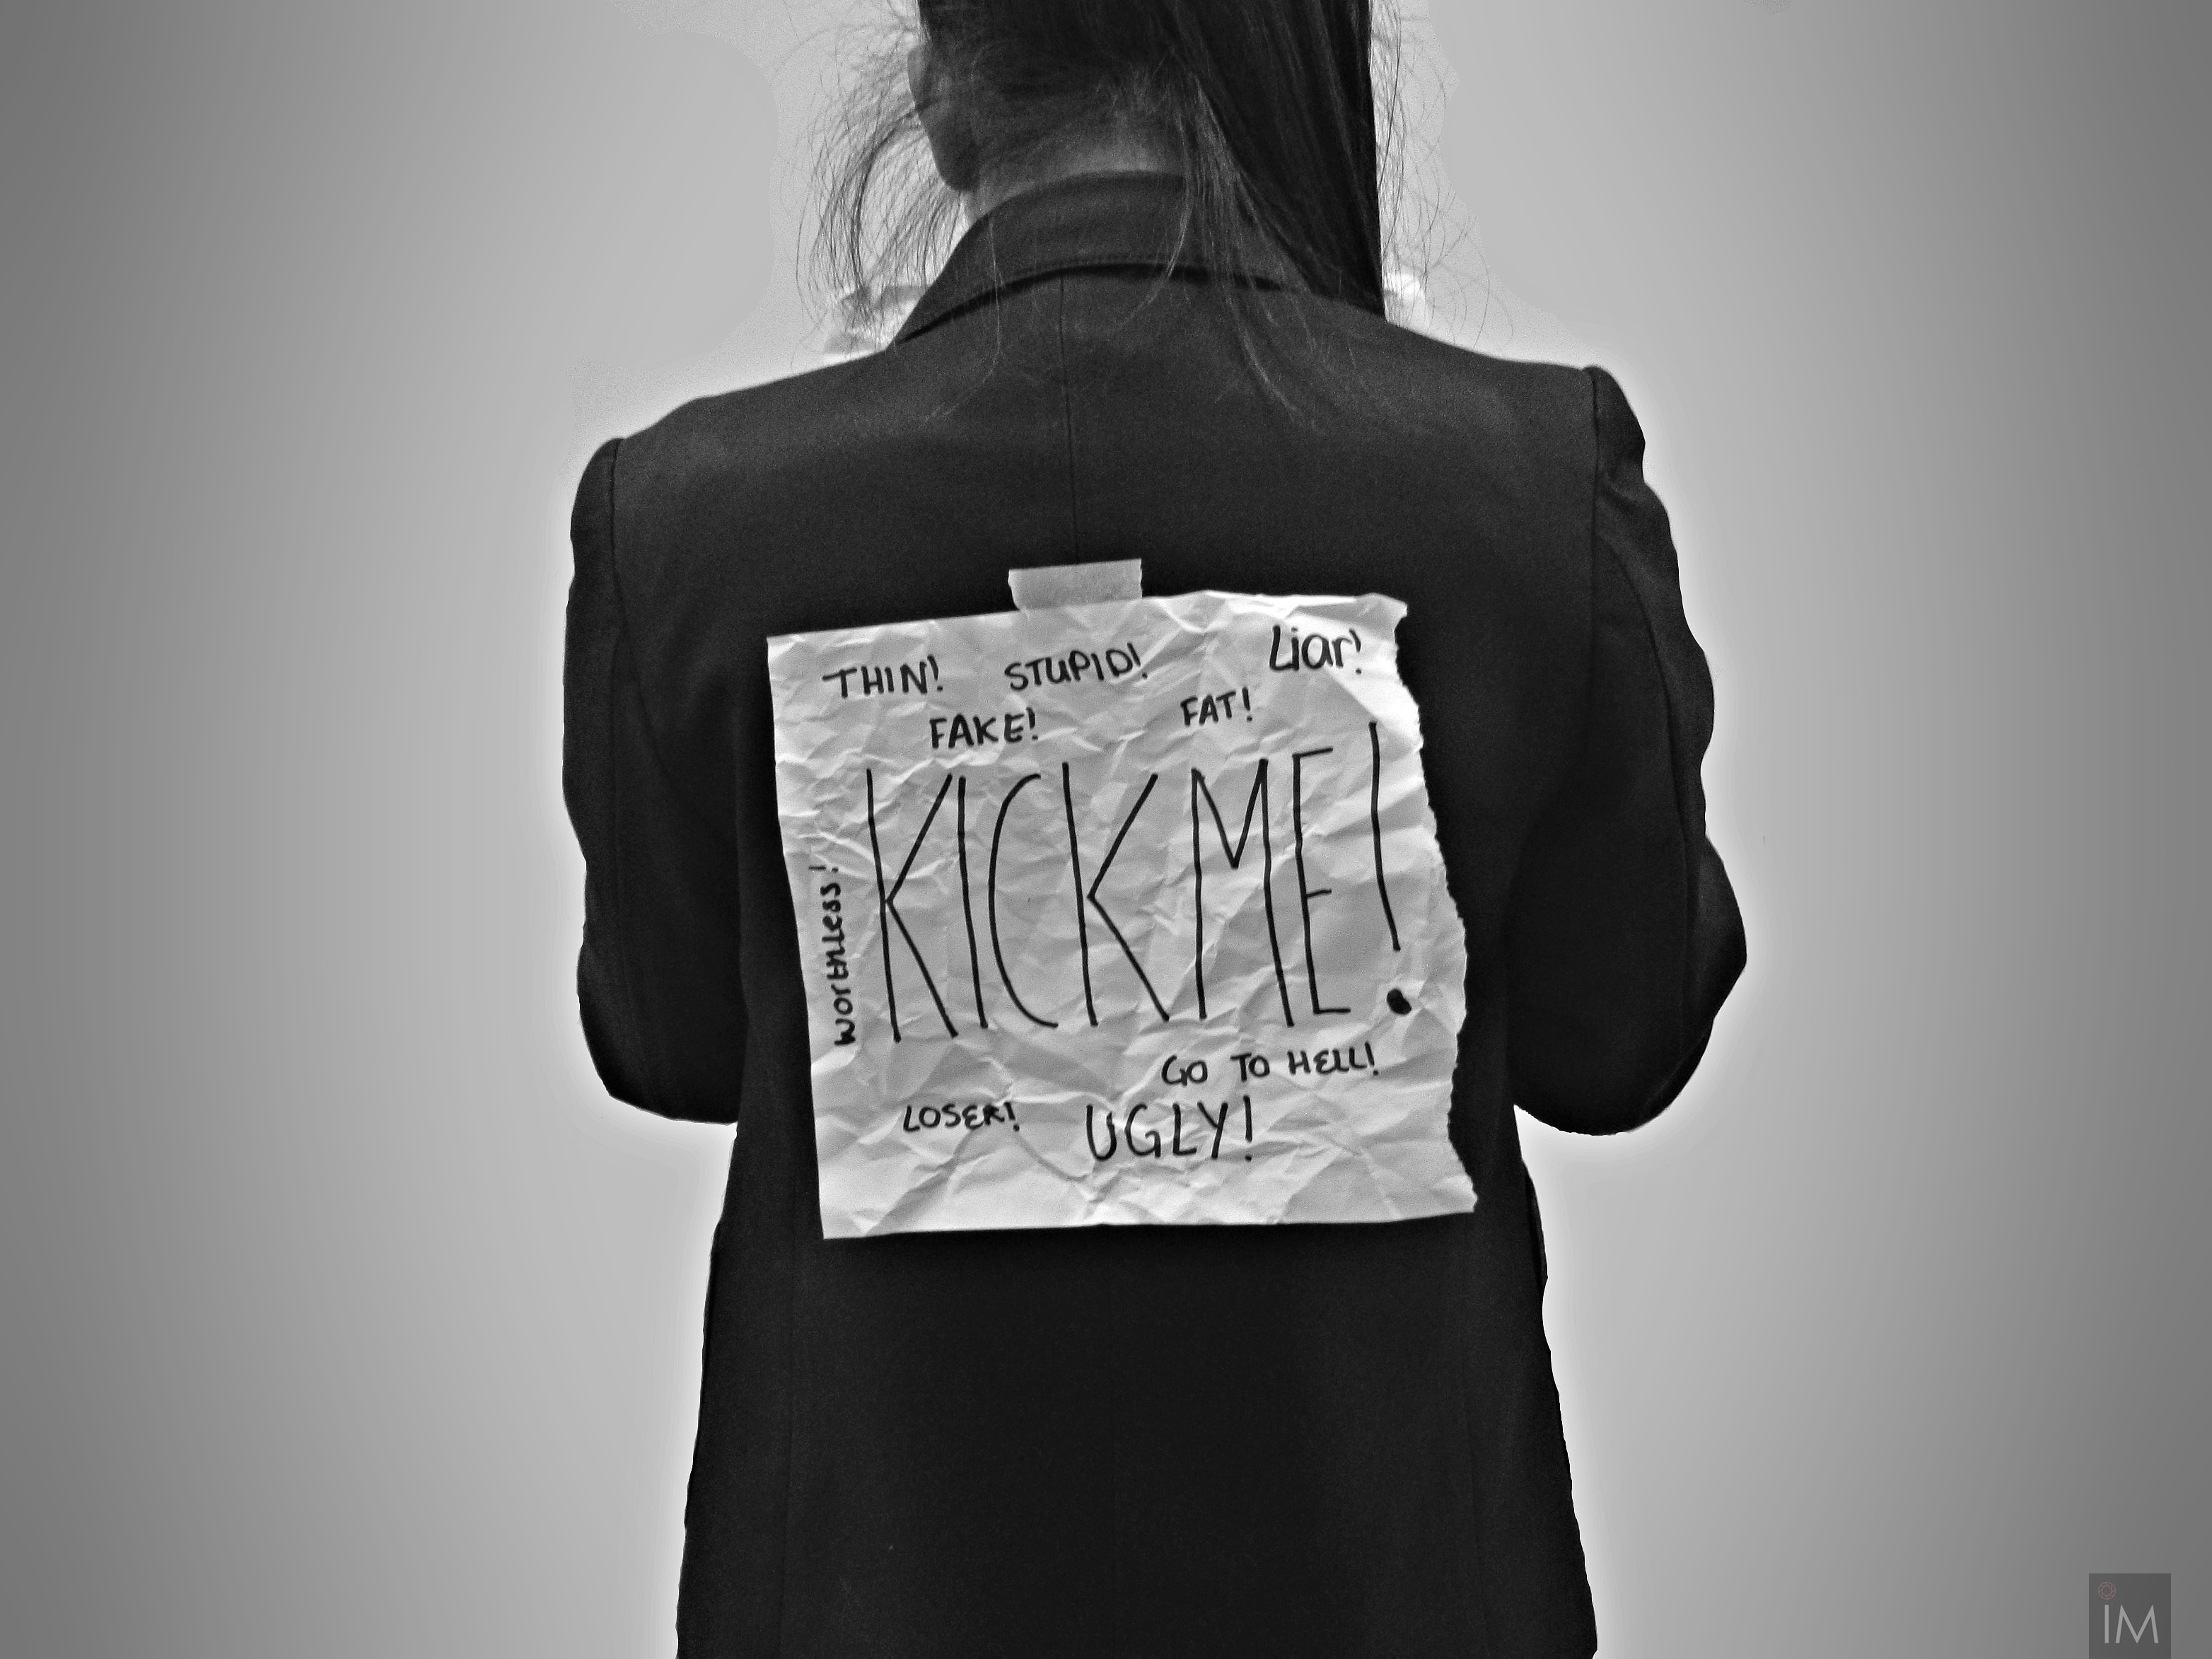 THIN! STUPID! Liar!
FAKE! FAT!
KICK ME!
worthless!
GO TO HELL!
LOSER! UGLY!
iM